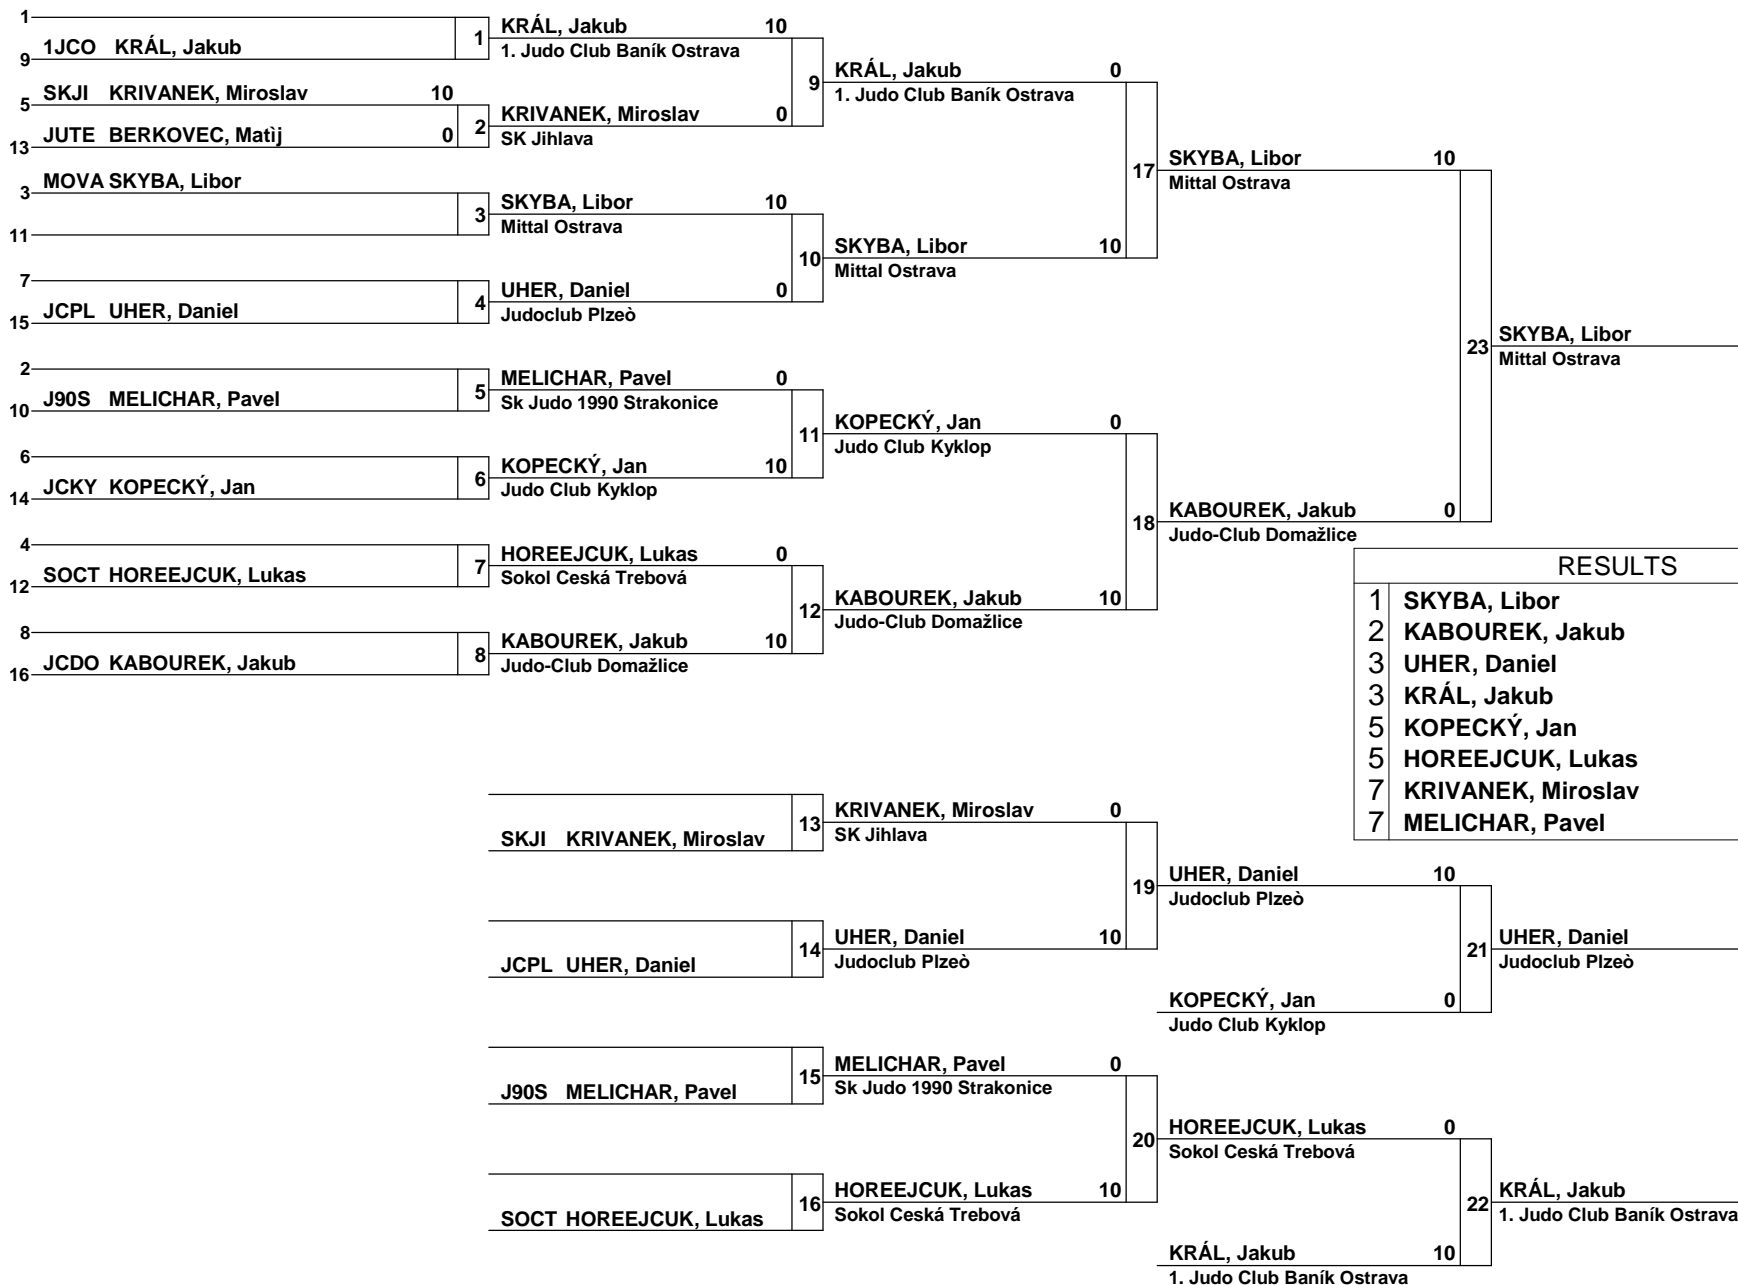 1
1JCO KRÁL, Jakub
9
1
KRÁL, Jakub 10
1. Judo Club Baník Ostrava
5
SKJI KRIVANEK, Miroslav 10
JUTE BERKOVEC, Matìj 0
13
2
KRIVANEK, Miroslav 0
SK Jihlava
9
KRÁL, Jakub 0
1. Judo Club Baník Ostrava
MOVA SKYBA, Libor
3
11
3
SKYBA, Libor 10
Mittal Ostrava
7
JCPL UHER, Daniel
15
4
UHER, Daniel 0
Judoclub Plzeò
10
SKYBA, Libor 10
Mittal Ostrava
17
SKYBA, Libor 10
Mittal Ostrava
2
J90S MELICHAR, Pavel
10
5
MELICHAR, Pavel 0
Sk Judo 1990 Strakonice
6
JCKY KOPECKÝ, Jan
14
6
KOPECKÝ, Jan 10
Judo Club Kyklop
11
KOPECKÝ, Jan 0
Judo Club Kyklop
4
SOCT HOREEJCUK, Lukas
12
7
HOREEJCUK, Lukas 0
Sokol Ceská Trebová
8
JCDO KABOUREK, Jakub
16
8
KABOUREK, Jakub 10
Judo-Club Domažlice
12
KABOUREK, Jakub 10
Judo-Club Domažlice
18
KABOUREK, Jakub 0
Judo-Club Domažlice
23
SKYBA, Libor
Mittal Ostrava
RESULTS
1 SKYBA, Libor
2 KABOUREK, Jakub
3 UHER, Daniel
3 KRÁL, Jakub
5 KOPECKÝ, Jan
5 HOREEJCUK, Lukas
7 KRIVANEK, Miroslav
7 MELICHAR, Pavel
SKJI KRIVANEK, Miroslav
13
KRIVANEK, Miroslav 0
SK Jihlava
JCPL UHER, Daniel
14
UHER, Daniel 10
Judoclub Plzeò
19
UHER, Daniel 10
Judoclub Plzeò
KOPECKÝ, Jan 0
Judo Club Kyklop
21
UHER, Daniel
Judoclub Plzeò
J90S MELICHAR, Pavel
15
MELICHAR, Pavel 0
Sk Judo 1990 Strakonice
SOCT HOREEJCUK, Lukas
16
HOREEJCUK, Lukas 10
Sokol Ceská Trebová
20
HOREEJCUK, Lukas 0
Sokol Ceská Trebová
KRÁL, Jakub 10
1. Judo Club Baník Ostrava
22
KRÁL, Jakub
1. Judo Club Baník Ostrava